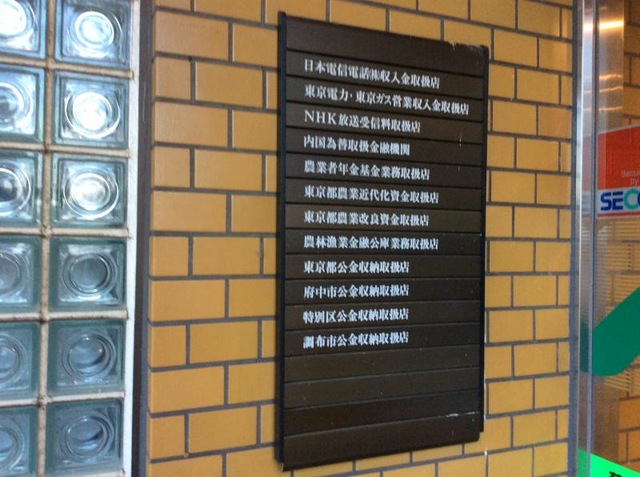 日本電信電話㈱収入金取扱店
東京電力・東京ガス営業収入金取扱店
NHK放送受信料取扱店
内国為替取扱金融機関
農業者年金基金業務取扱店
東京都農業近代化資金取扱店
東京都農業改良資金取扱店
農林漁業金融公庫業務取扱店
東京都公金収納取扱店
府中市公金収納取扱店
特別区公金収納取扱店
調布市公金収納取扱店